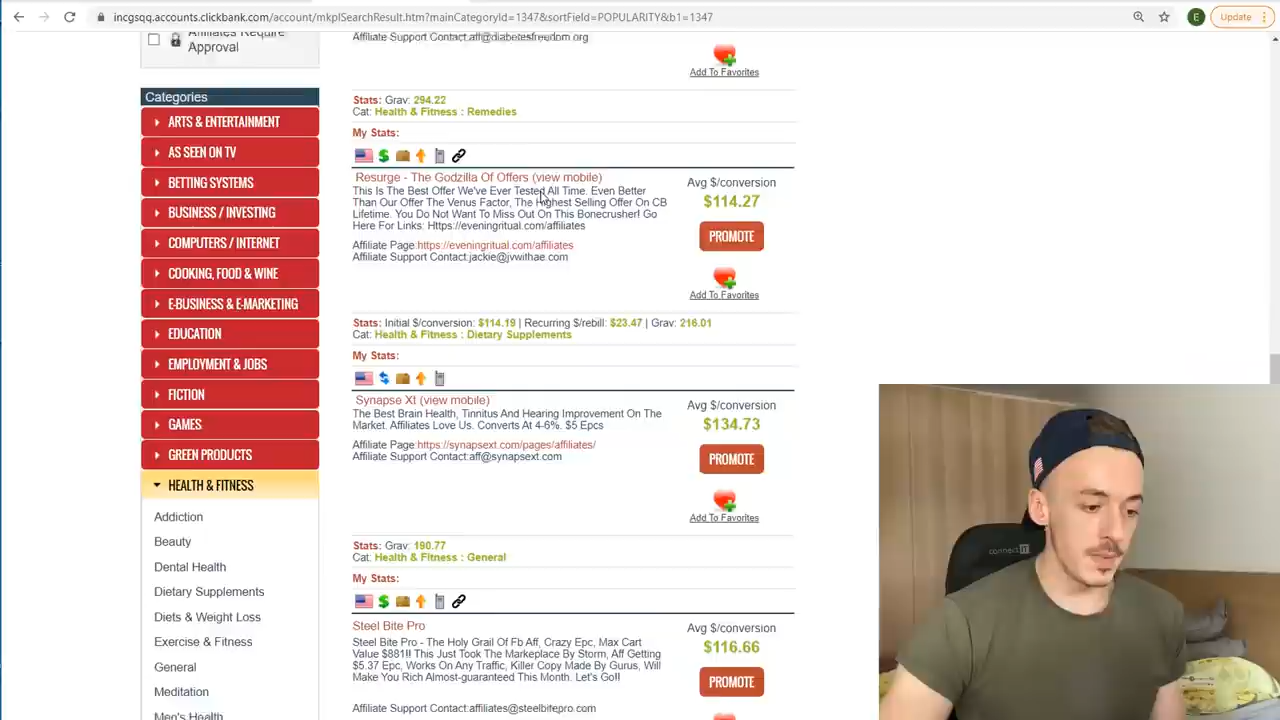 incgsqq.accounts.clickbank.com/account/mkplSearchResult.htm?mainCategoryId=1347&sortField=POPULARITY&b1=1347
E
Update
Affiliates Require
Approval
Categories
ARTS & ENTERTAINMENT
AS SEEN ON TV
BETTING SYSTEMS
BUSINESS / INVESTING
COMPUTERS / INTERNET
COOKING, FOOD & WINE
E-BUSINESS & E-MARKETING
EDUCATION
EMPLOYMENT & JOBS
FICTION
GAMES
GREEN PRODUCTS
HEALTH & FITNESS
Addiction
Beauty
Dental Health
Dietary Supplements
Diets & Weight Loss
Exercise & Fitness
General
Meditation
Men's Health
Affiliate Support Contact:aff@diabetesfreedom.org
Add To Favorites
Stats: Grav: 294.22
Cat: Health & Fitness : Remedies
My Stats:
Resurge - The Godzilla Of Offers (view mobile)
This Is The Best Offer We've Ever Tested All Time. Even Better
Than Our Offer The Venus Factor, The Highest Selling Offer On CB
Lifetime. You Do Not Want To Miss Out On This Bonecrusher! Go
Here For Links: Https://eveningritual.com/affiliates
Affiliate Page:https://eveningritual.com/affiliates
Affiliate Support Contact:jackie@jvwithae.com
Avg $/conversion
$114.27
PROMOTE
Add To Favorites
Stats: Initial $/conversion: $114.19 | Recurring $/rebill: $23.47 | Grav: 216.01
Cat: Health & Fitness : Dietary Supplements
My Stats:
Synapse Xt (view mobile)
The Best Brain Health, Tinnitus And Hearing Improvement On The
Market. Affiliates Love Us. Converts At 4-6%. $5 Epcs
Affiliate Page:https://synapsext.com/pages/affiliates/
Affiliate Support Contact:aff@synapsext.com
Avg $/conversion
$134.73
PROMOTE
Add To Favorites
Stats: Grav: 190.77
Cat: Health & Fitness : General
My Stats:
Steel Bite Pro
Steel Bite Pro - The Holy Grail Of Fb Aff, Crazy Epc, Max Cart
Value $881!! This Just Took The Markeplace By Storm, Aff Getting
$5.37 Epc, Works On Any Traffic, Killer Copy Made By Gurus, Will
Make You Rich Almost-guaranteed This Month. Let's Go!!
Affiliate Support Contact:affiliates@steelbitepro.com
Avg $/conversion
$116.66
PROMOTE
connect IT